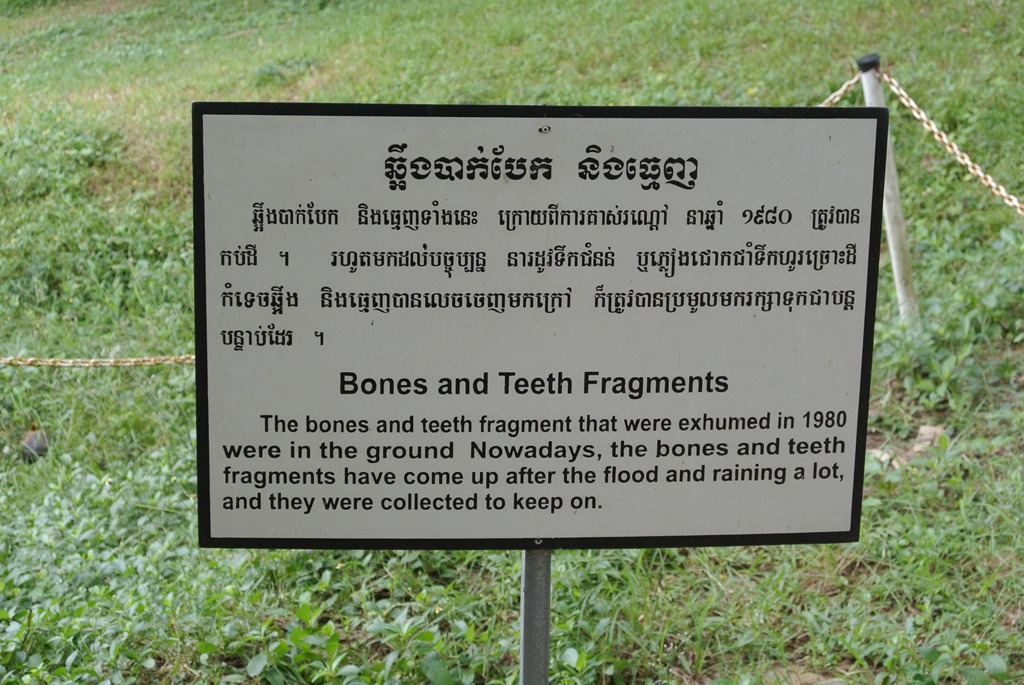 ឆ្អឹងបាក់បែក និងធ្មេញ
ឆ្អឹងបាក់បែក និងធ្មេញទាំងនេះ ក្រោយពីការគាស់រណ្ដៅ នាឆ្នាំ ១៩៨០ ត្រូវបាន
កប់ដី ។ រហូតមកដល់បច្ចុប្បន្ន នារដូវទឹកជំនន់ ឬភ្លៀងជោកជាំទឹកហូរច្រោះដី
កំទេចឆ្អឹង និងធ្មេញបានលេចចេញមកក្រៅ ក៏ត្រូវបានប្រមូលមករក្សាទុកជាបន្ត
បន្ទាប់ដែរ ។
Bones and Teeth Fragments
The bones and teeth fragment that were exhumed in 1980
were in the ground Nowadays, the bones and teeth
fragments have come up after the flood and raining a lot,
and they were collected to keep on.